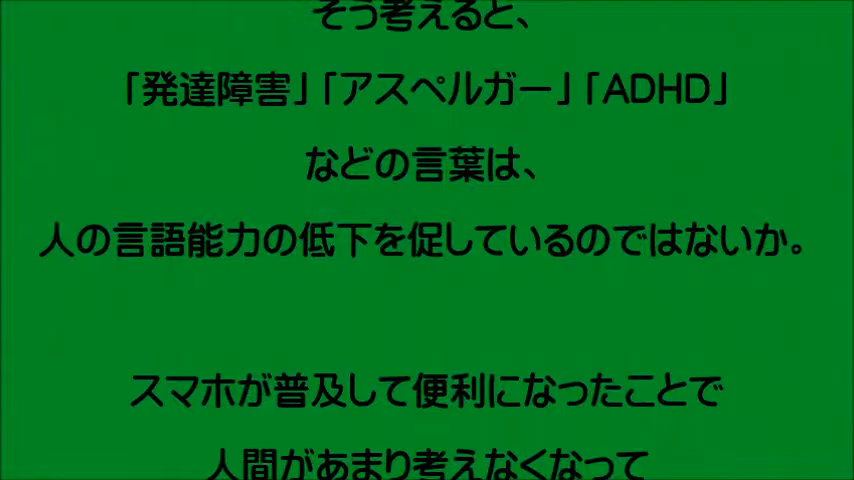 そう考えると、
「発達障害」「アスペルガー」「ADHD」
などの言葉は、
人の言語能力の低下を促しているのではないか。
スマホが普及して便利になったことで
人間があまり考えなくなって